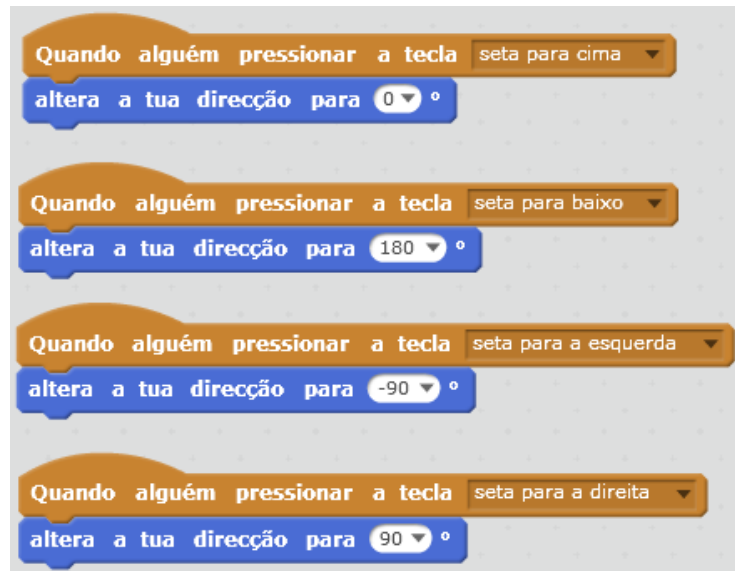 Quando alguém pressionar a tecla seta para cima
altera a tua direcção para 0 º
Quando alguém pressionar a tecla seta para baixo
altera a tua direcção para 180 º
Quando alguém pressionar a tecla seta para a esquerda
altera a tua direcção para -90 º
Quando alguém pressionar a tecla seta para a direita
altera a tua direcção para 90 º